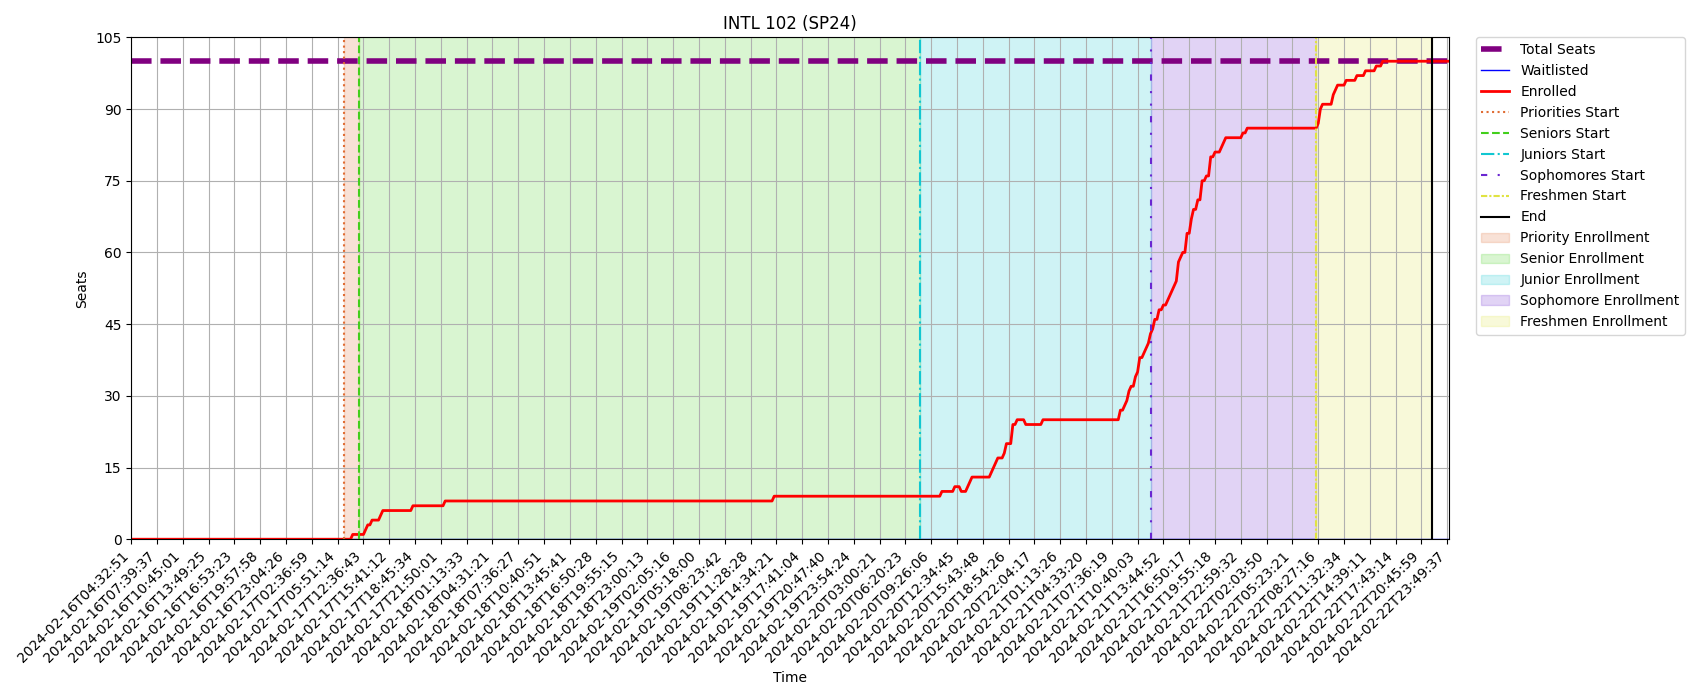 INTL 102 (SP24)
105
90
75
60
45
30
15
0
Seats
2024-02-16T04:32:51
2024-02-16T07:39:37
2024-02-16T10:45:01
2024-02-16T13:49:25
2024-02-16T16:53:23
2024-02-16T19:57:58
2024-02-16T23:04:26
2024-02-17T02:36:59
2024-02-17T05:51:14
2024-02-17T12:36:43
2024-02-17T15:41:12
2024-02-17T18:45:34
2024-02-17T21:50:01
2024-02-18T01:13:33
2024-02-18T04:31:21
2024-02-18T07:36:27
2024-02-18T10:40:51
2024-02-18T13:45:41
2024-02-18T16:50:28
2024-02-18T19:55:15
2024-02-18T23:00:13
2024-02-19T02:05:16
2024-02-19T05:18:00
2024-02-19T08:23:42
2024-02-19T11:28:28
2024-02-19T14:34:21
2024-02-19T17:41:04
2024-02-19T20:47:40
2024-02-19T23:54:24
2024-02-20T03:00:21
2024-02-20T06:20:23
2024-02-20T09:26:06
2024-02-20T12:34:45
2024-02-20T15:43:48
2024-02-20T18:54:26
2024-02-20T22:04:17
2024-02-21T01:13:26
2024-02-21T04:33:20
2024-02-21T07:36:19
2024-02-21T10:40:03
2024-02-21T13:44:52
2024-02-21T16:50:17
2024-02-21T19:55:18
2024-02-21T22:59:32
2024-02-22T02:03:50
2024-02-22T05:23:21
2024-02-22T08:27:16
2024-02-22T11:32:34
2024-02-22T14:39:11
2024-02-22T17:43:14
2024-02-22T20:45:59
2024-02-22T23:49:37
Time
Total Seats
Waitlisted
Enrolled
Priorities Start
Seniors Start
Juniors Start
Sophomores Start
Freshmen Start
End
Priority Enrollment
Senior Enrollment
Junior Enrollment
Sophomore Enrollment
Freshmen Enrollment